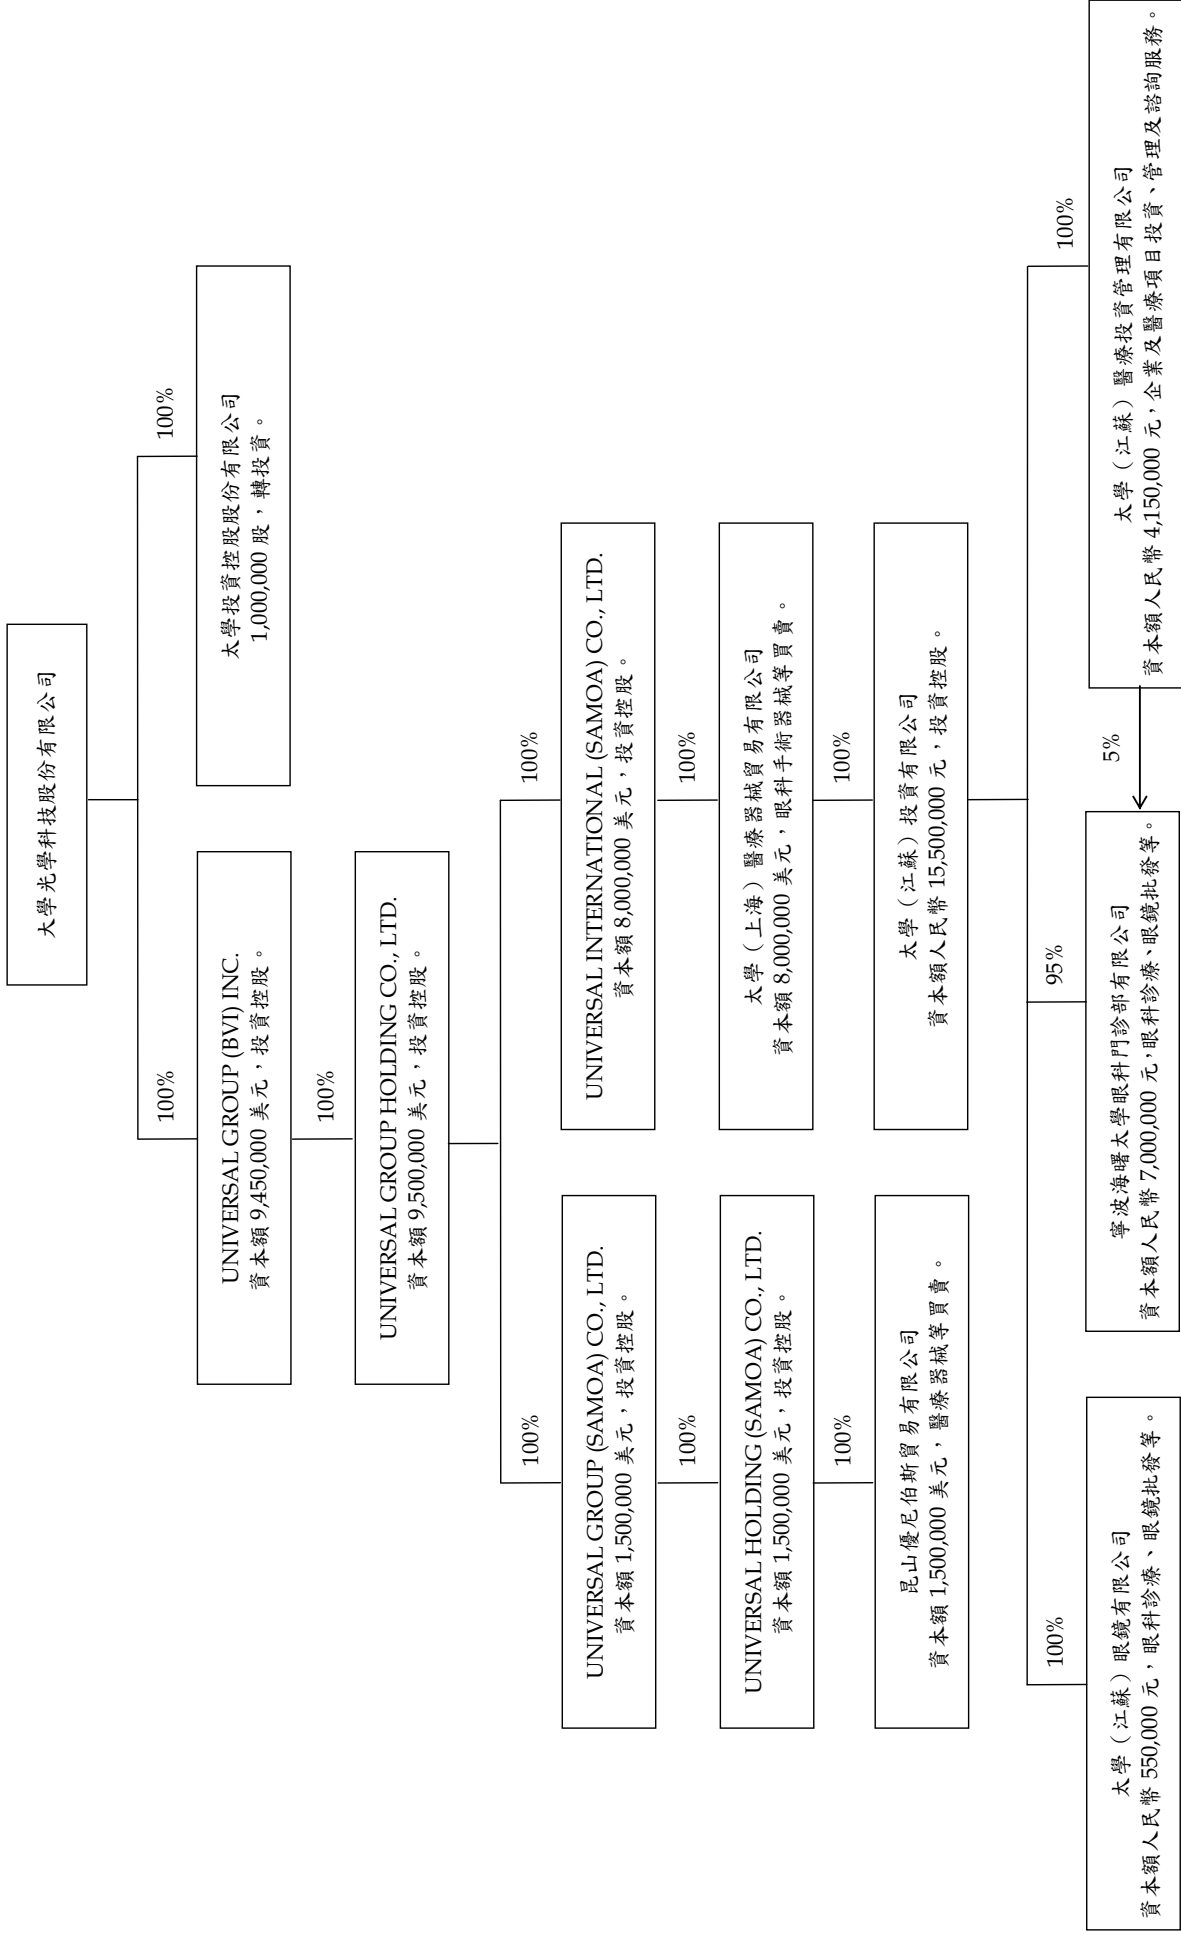 大學光學科技股份有限公司
100%
100%
UNIVERSAL GROUP (BVI) INC.
資本額 9,450,000 美元，投資控股。
太學投資控股股份有限公司
1,000,000 股，轉投資。
100%
UNIVERSAL GROUP HOLDING CO., LTD.
資本額 9,500,000 美元，投資控股。
100%
100%
UNIVERSAL GROUP (SAMOA) CO., LTD.
資本額 1,500,000 美元，投資控股。
UNIVERSAL INTERNATIONAL (SAMOA) CO., LTD.
資本額 8,000,000 美元，投資控股。
100%
100%
UNIVERSAL HOLDING (SAMOA) CO., LTD.
資本額 1,500,000 美元，投資控股。
太學（上海）醫療器械貿易有限公司
資本額 8,000,000 美元，眼科手術器械等買賣。
100%
100%
昆山優尼伯斯貿易有限公司
資本額 1,500,000 美元，醫療器械等買賣。
太學（江蘇）投資有限公司
資本額人民幣 15,500,000 元，投資控股。
100%
95%
100%
太學（江蘇）眼鏡有限公司
資本額人民幣 550,000 元，眼科診療、眼鏡批發等。
寧波海曙太學眼科門診部有限公司
資本額人民幣 7,000,000 元，眼科診療、眼鏡批發等。
5%
太學（江蘇）醫療投資管理有限公司
資本額人民幣 4,150,000 元，企業及醫療項目投資、管理及諮詢服務。